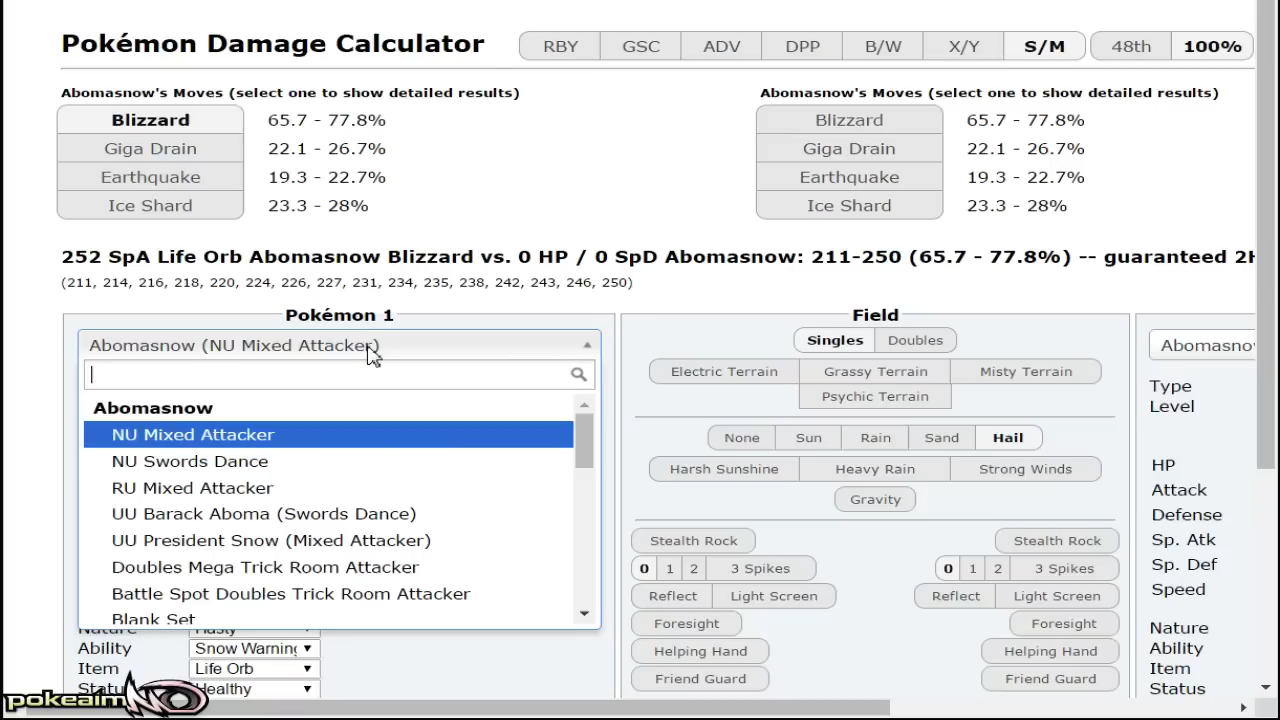 Pokémon Damage Calculator
RBY GSC ADV DPP B/W X/Y S/M 48th 100%
Abomasnow's Moves (select one to show detailed results)
Blizzard 65.7 - 77.8%
Giga Drain 22.1 - 26.7%
Earthquake 19.3 - 22.7%
Ice Shard 23.3 - 28%
Abomasnow's Moves (select one to show detailed results)
Blizzard 65.7 - 77.8%
Giga Drain 22.1 - 26.7%
Earthquake 19.3 - 22.7%
Ice Shard 23.3 - 28%
252 SpA Life Orb Abomasnow Blizzard vs. 0 HP / 0 SpD Abomasnow: 211-250 (65.7 - 77.8%) -- guaranteed 2H
(211, 214, 216, 218, 220, 224, 226, 227, 231, 234, 235, 238, 242, 243, 246, 250)
Pokémon 1
Abomasnow (NU Mixed Attacker)
Abomasnow
NU Mixed Attacker
NU Swords Dance
RU Mixed Attacker
UU Barack Aboma (Swords Dance)
UU President Snow (Mixed Attacker)
Doubles Mega Trick Room Attacker
Battle Spot Doubles Trick Room Attacker
Blank Set
Nature Hasty
Ability Snow Warning
Item Life Orb
Status Healthy
Field
Singles Doubles
Electric Terrain Grassy Terrain Misty Terrain
Psychic Terrain
None Sun Rain Sand Hail
Harsh Sunshine Heavy Rain Strong Winds
Gravity
Stealth Rock Stealth Rock
0 1 2 3 Spikes 0 1 2 3 Spikes
Reflect Light Screen Reflect Light Screen
Foresight Foresight
Helping Hand Helping Hand
Friend Guard Friend Guard
Abomasnow
Type
Level
HP
Attack
Defense
Sp. Atk
Sp. Def
Speed
Nature
Ability
Item
Status
pokeaimMD